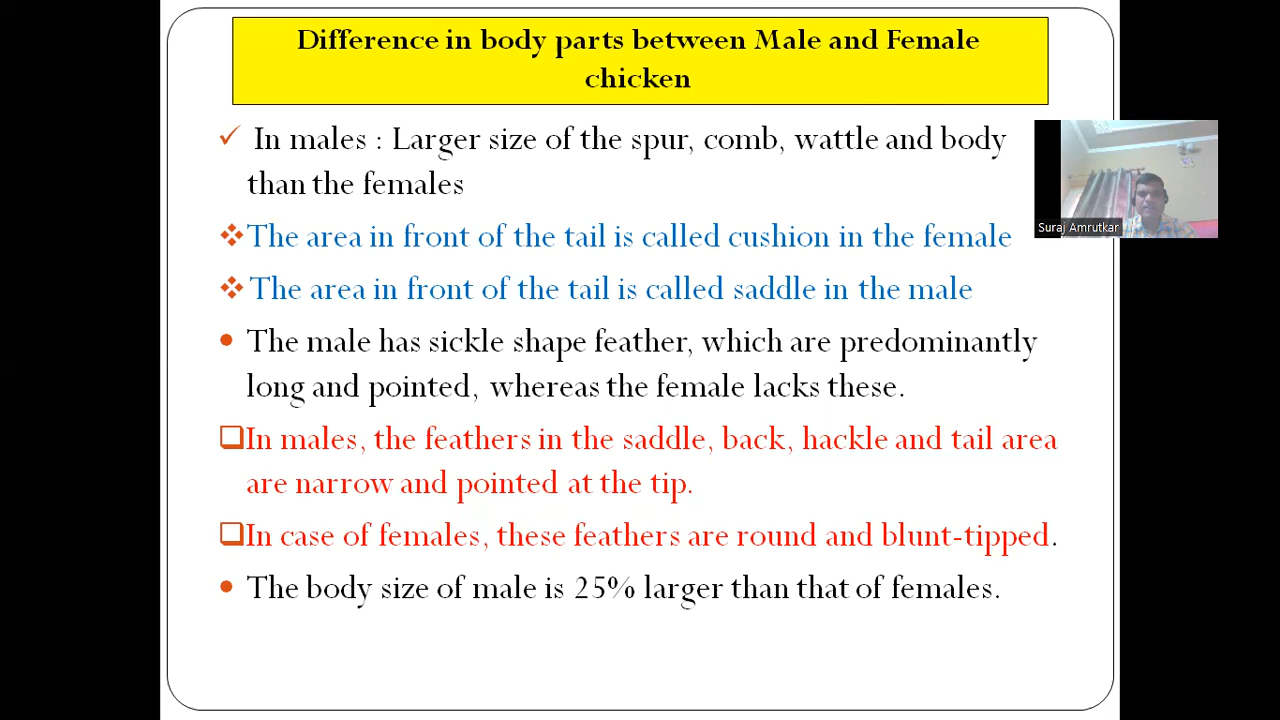 Difference in body parts between Male and Female
chicken
In males : Larger size of the spur, comb, wattle and body
than the females
The area in front of the tail is called cushion in the female
The area in front of the tail is called saddle in the male
The male has sickle shape feather, which are predominantly
long and pointed, whereas the female lacks these.
In males, the feathers in the saddle, back, hackle and tail area
are narrow and pointed at the tip.
In case of females, these feathers are round and blunt-tipped.
The body size of male is 25% larger than that of females.
Suraj Amrutkar